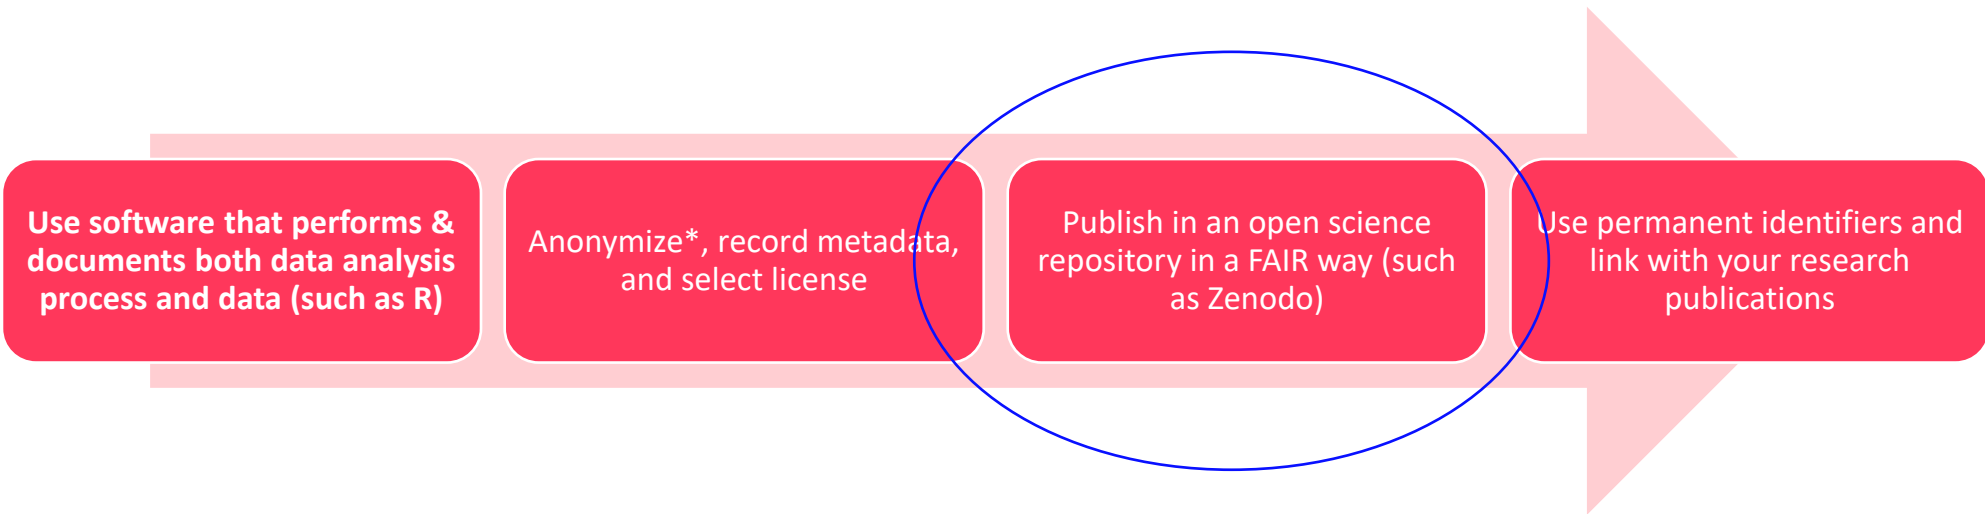 Use software that performs &
documents both data analysis
process and data (such as R)
Anonymize*, record metadata,
and select license
Publish in an open science
repository in a FAIR way (such
as Zenodo)
Use permanent identifiers and
link with your research
publications